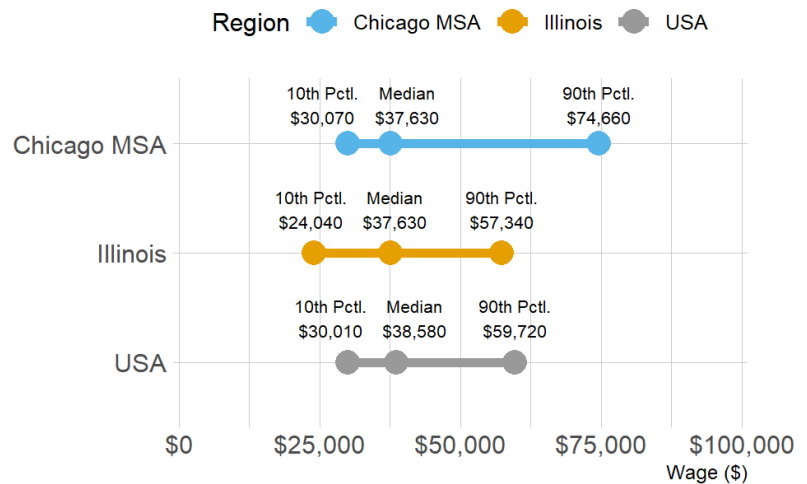 Region Chicago MSA Illinois USA
10th Pctl. Median 90th Pctl.
$30,070 $37,630 $74,660
Chicago MSA
10th Pctl. Median 90th Pctl.
$24,040 $37,630 $57,340
Illinois
10th Pctl. Median 90th Pctl.
$30,010 $38,580 $59,720
USA
$0 $25,000 $50,000 $75,000 $100,000
Wage ($)